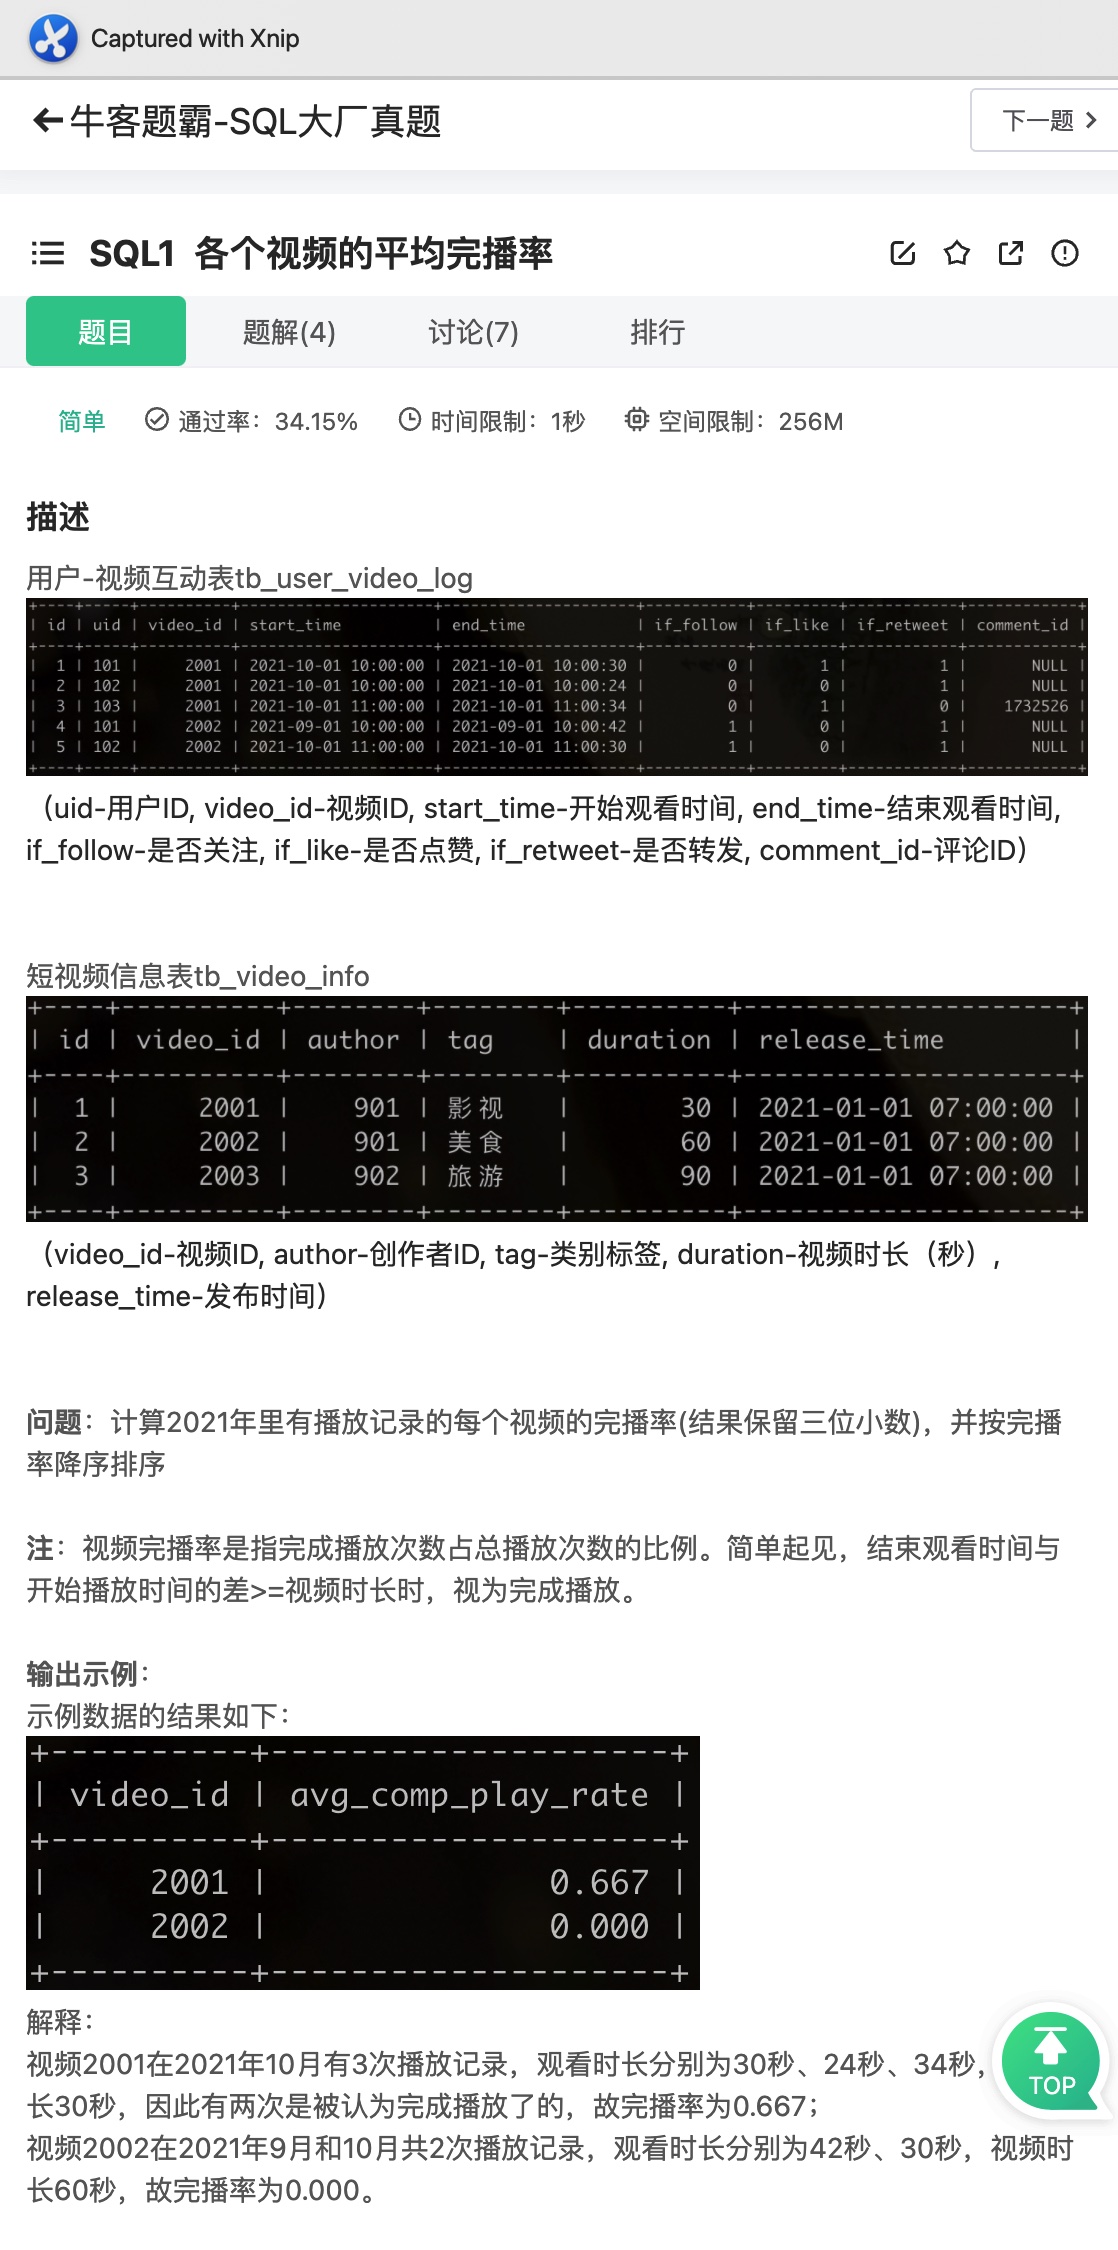 Captured with Xnip
牛客题霸-SQL大厂真题
下一题
SQL1 各个视频的平均完播率
题目 题解(4) 讨论(7) 排行
简单 通过率：34.15% 时间限制：1秒 空间限制：256M
描述
用户-视频互动表tb_user_video_log
| id | uid | video_id | start_time | end_time | if_follow | if_like | if_retweet | comment_id |
| 1 | 101 | 2001 | 2021-10-01 10:00:00 | 2021-10-01 10:00:30 | 0 | 1 | 1 | NULL |
| 2 | 102 | 2001 | 2021-10-01 10:00:00 | 2021-10-01 10:00:24 | 0 | 0 | 1 | NULL |
| 3 | 103 | 2001 | 2021-10-01 11:00:00 | 2021-10-01 11:00:34 | 0 | 1 | 0 | 1732526 |
| 4 | 101 | 2002 | 2021-09-01 10:00:00 | 2021-09-01 10:00:42 | 1 | 0 | 1 | NULL |
| 5 | 102 | 2002 | 2021-10-01 11:00:00 | 2021-10-01 11:00:30 | 1 | 0 | 1 | NULL |
（uid-用户ID, video_id-视频ID, start_time-开始观看时间, end_time-结束观看时间,
if_follow-是否关注, if_like-是否点赞, if_retweet-是否转发, comment_id-评论ID）
短视频信息表tb_video_info
| id | video_id | author | tag | duration | release_time |
| 1 | 2001 | 901 | 影视 | 30 | 2021-01-01 07:00:00 |
| 2 | 2002 | 901 | 美食 | 60 | 2021-01-01 07:00:00 |
| 3 | 2003 | 902 | 旅游 | 90 | 2021-01-01 07:00:00 |
（video_id-视频ID, author-创作者ID, tag-类别标签, duration-视频时长（秒）,
release_time-发布时间）
问题：计算2021年里有播放记录的每个视频的完播率(结果保留三位小数)，并按完播
率降序排序
注：视频完播率是指完成播放次数占总播放次数的比例。简单起见，结束观看时间与
开始播放时间的差>=视频时长时，视为完成播放。
输出示例：
示例数据的结果如下：
| video_id | avg_comp_play_rate |
| 2001 | 0.667 |
| 2002 | 0.000 |
解释：
视频2001在2021年10月有3次播放记录，观看时长分别为30秒、24秒、34秒，
长30秒，因此有两次是被认为完成播放了的，故完播率为0.667；
视频2002在2021年9月和10月共2次播放记录，观看时长分别为42秒、30秒，视频时
长60秒，故完播率为0.000。
TOP